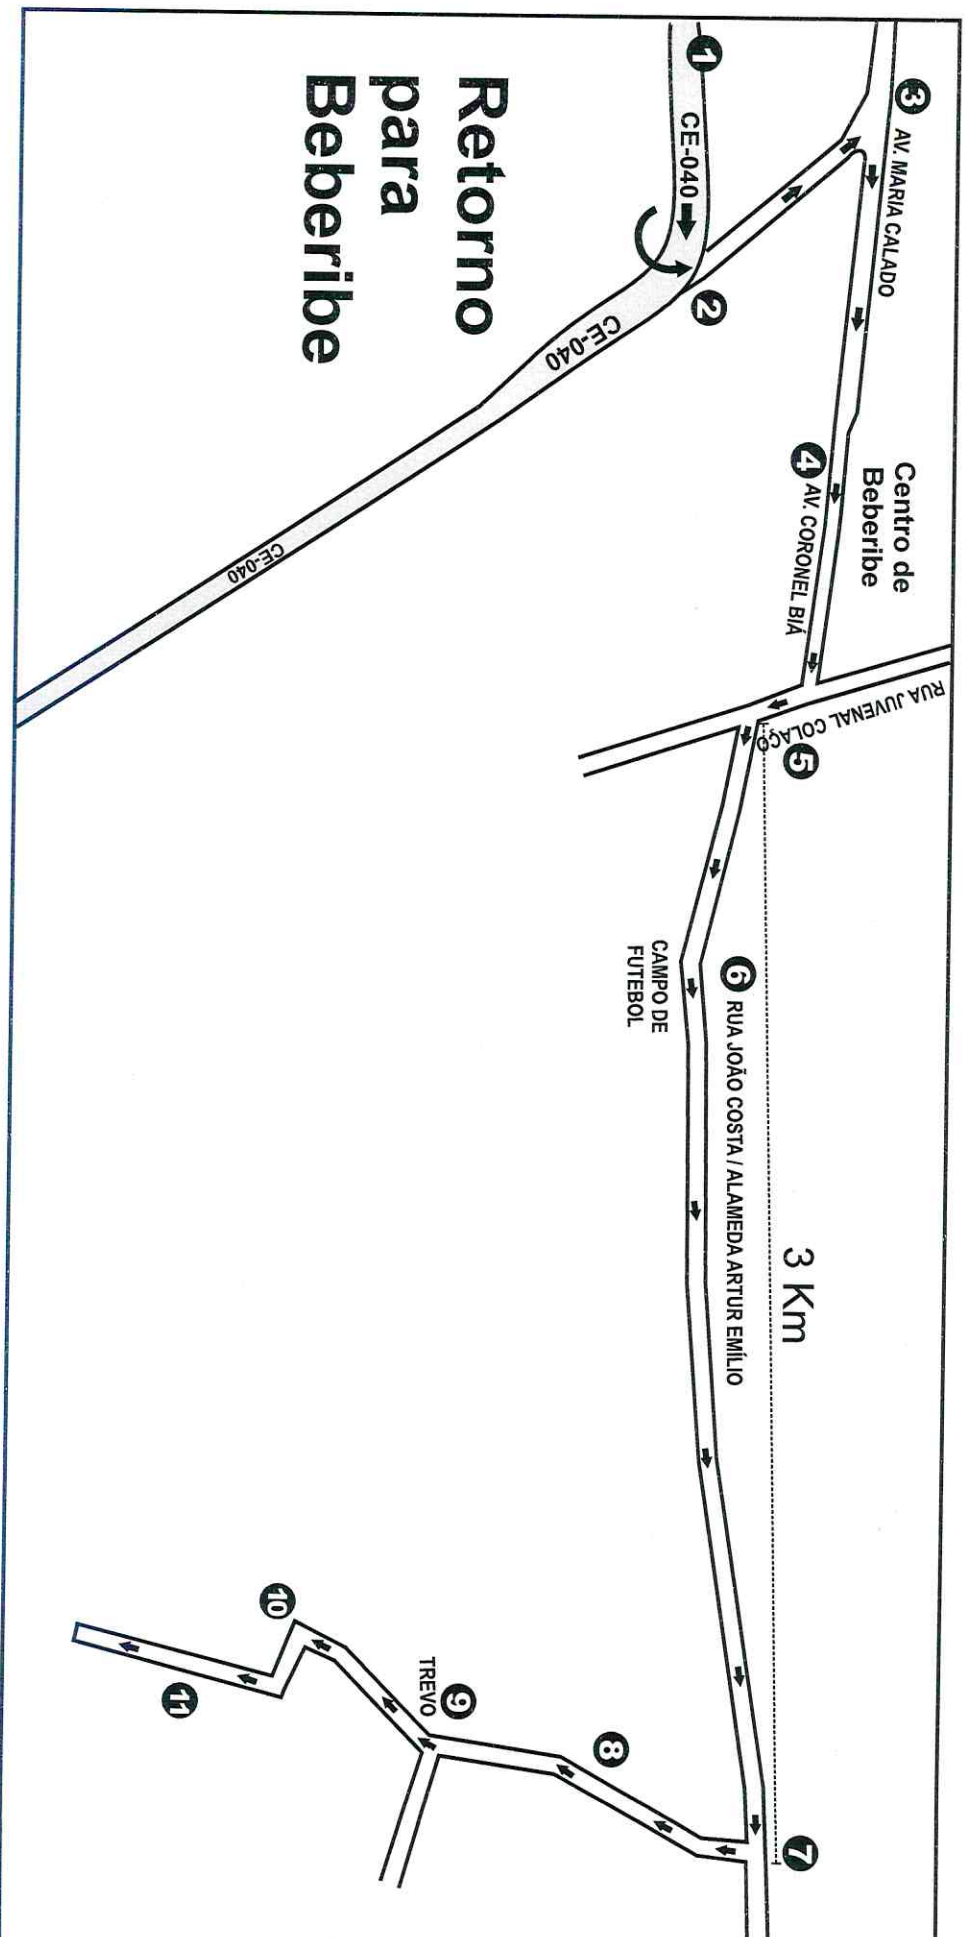 3
AV. MARIA CALADO
1
CE-040
2
CE-040
CE-040
Retorno
para
Beberibe
Centro de
Beberibe
4
AV. CORONEL BIÁ
RUA JUVENAL COLAÇO
5
3 Km
6
RUA JOÃO COSTA / ALAMEDA ARTUR EMÍLIO
CAMPO DE
FUTEBOL
7
8
9
TREVO
10
11